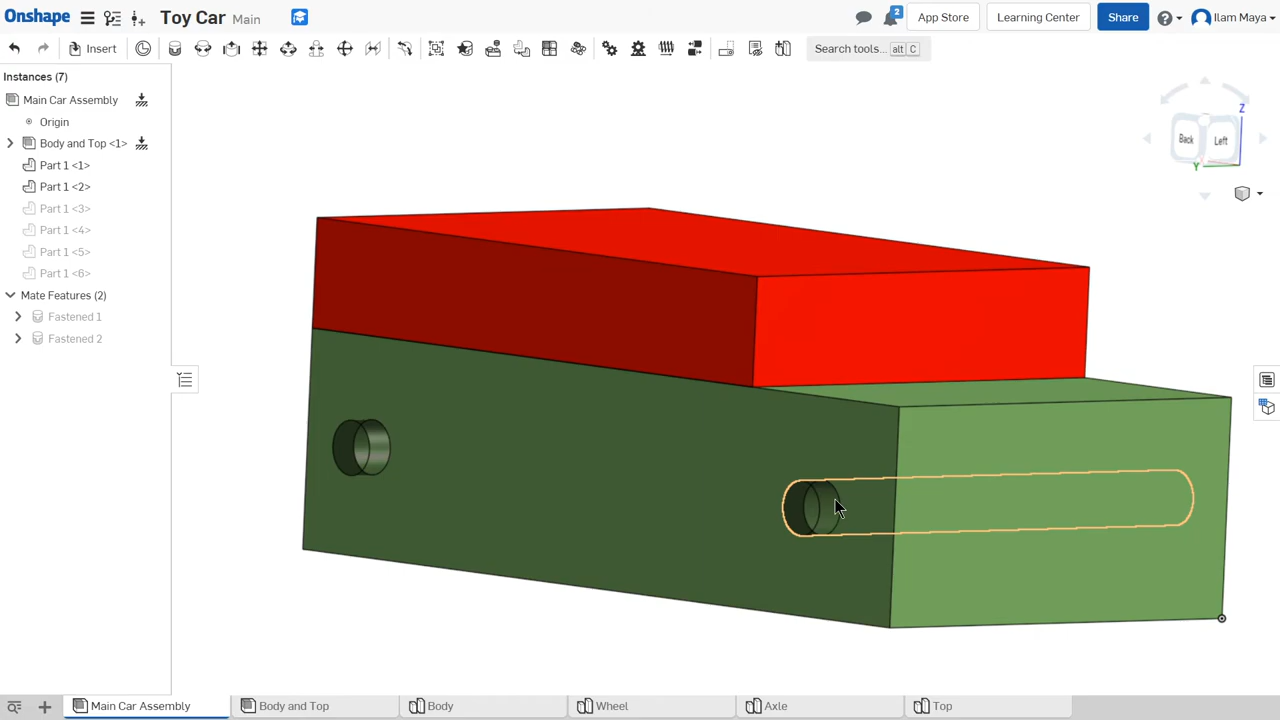 Onshape
Toy Car Main
2
App Store
Learning Center
Share
Ilam Maya
Insert
Search tools... alt C
Instances (7)
Main Car Assembly
Origin
Body and Top <1>
Part 1 <1>
Part 1 <2>
Part 1 <3>
Part 1 <4>
Part 1 <5>
Part 1 <6>
Mate Features (2)
Fastened 1
Fastened 2
Z
Back
Left
Y
Main Car Assembly
Body and Top
Body
Wheel
Axle
Top